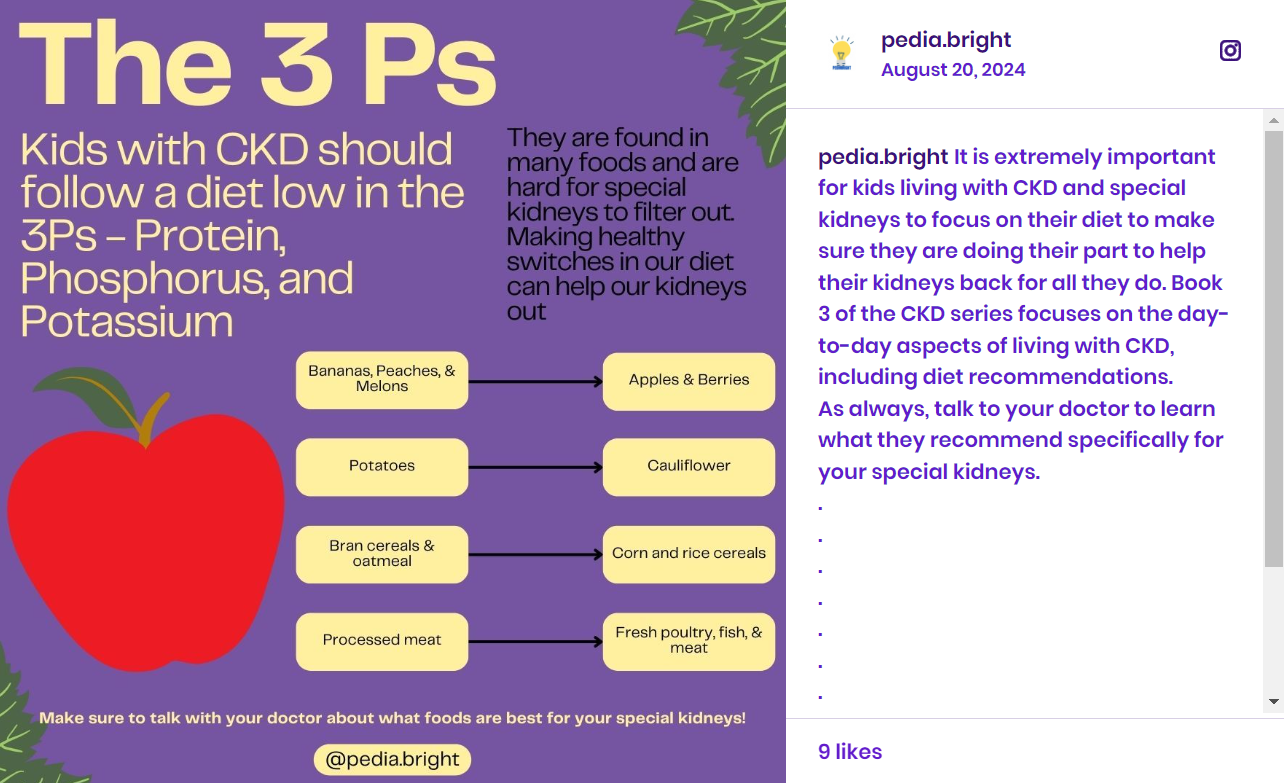 The 3 Ps
Kids with CKD should
follow a diet low in the
3Ps – Protein,
Phosphorus, and
Potassium
They are found in
many foods and are
hard for special
kidneys to filter out.
Making healthy
switches in our diet
can help our kidneys
out
Bananas, Peaches, &
Melons
Apples & Berries
Potatoes
Cauliflower
Bran cereals &
oatmeal
Corn and rice cereals
Processed meat
Fresh poultry, fish, &
meat
Make sure to talk with your doctor about what foods are best for your special kidneys!
@pedia.bright
pedia.bright
August 20, 2024
pedia.bright It is extremely important
for kids living with CKD and special
kidneys to focus on their diet to make
sure they are doing their part to help
their kidneys back for all they do. Book
3 of the CKD series focuses on the day-
to-day aspects of living with CKD,
including diet recommendations.
As always, talk to your doctor to learn
what they recommend specifically for
your special kidneys.
.
.
.
.
.
.
.
9 likes